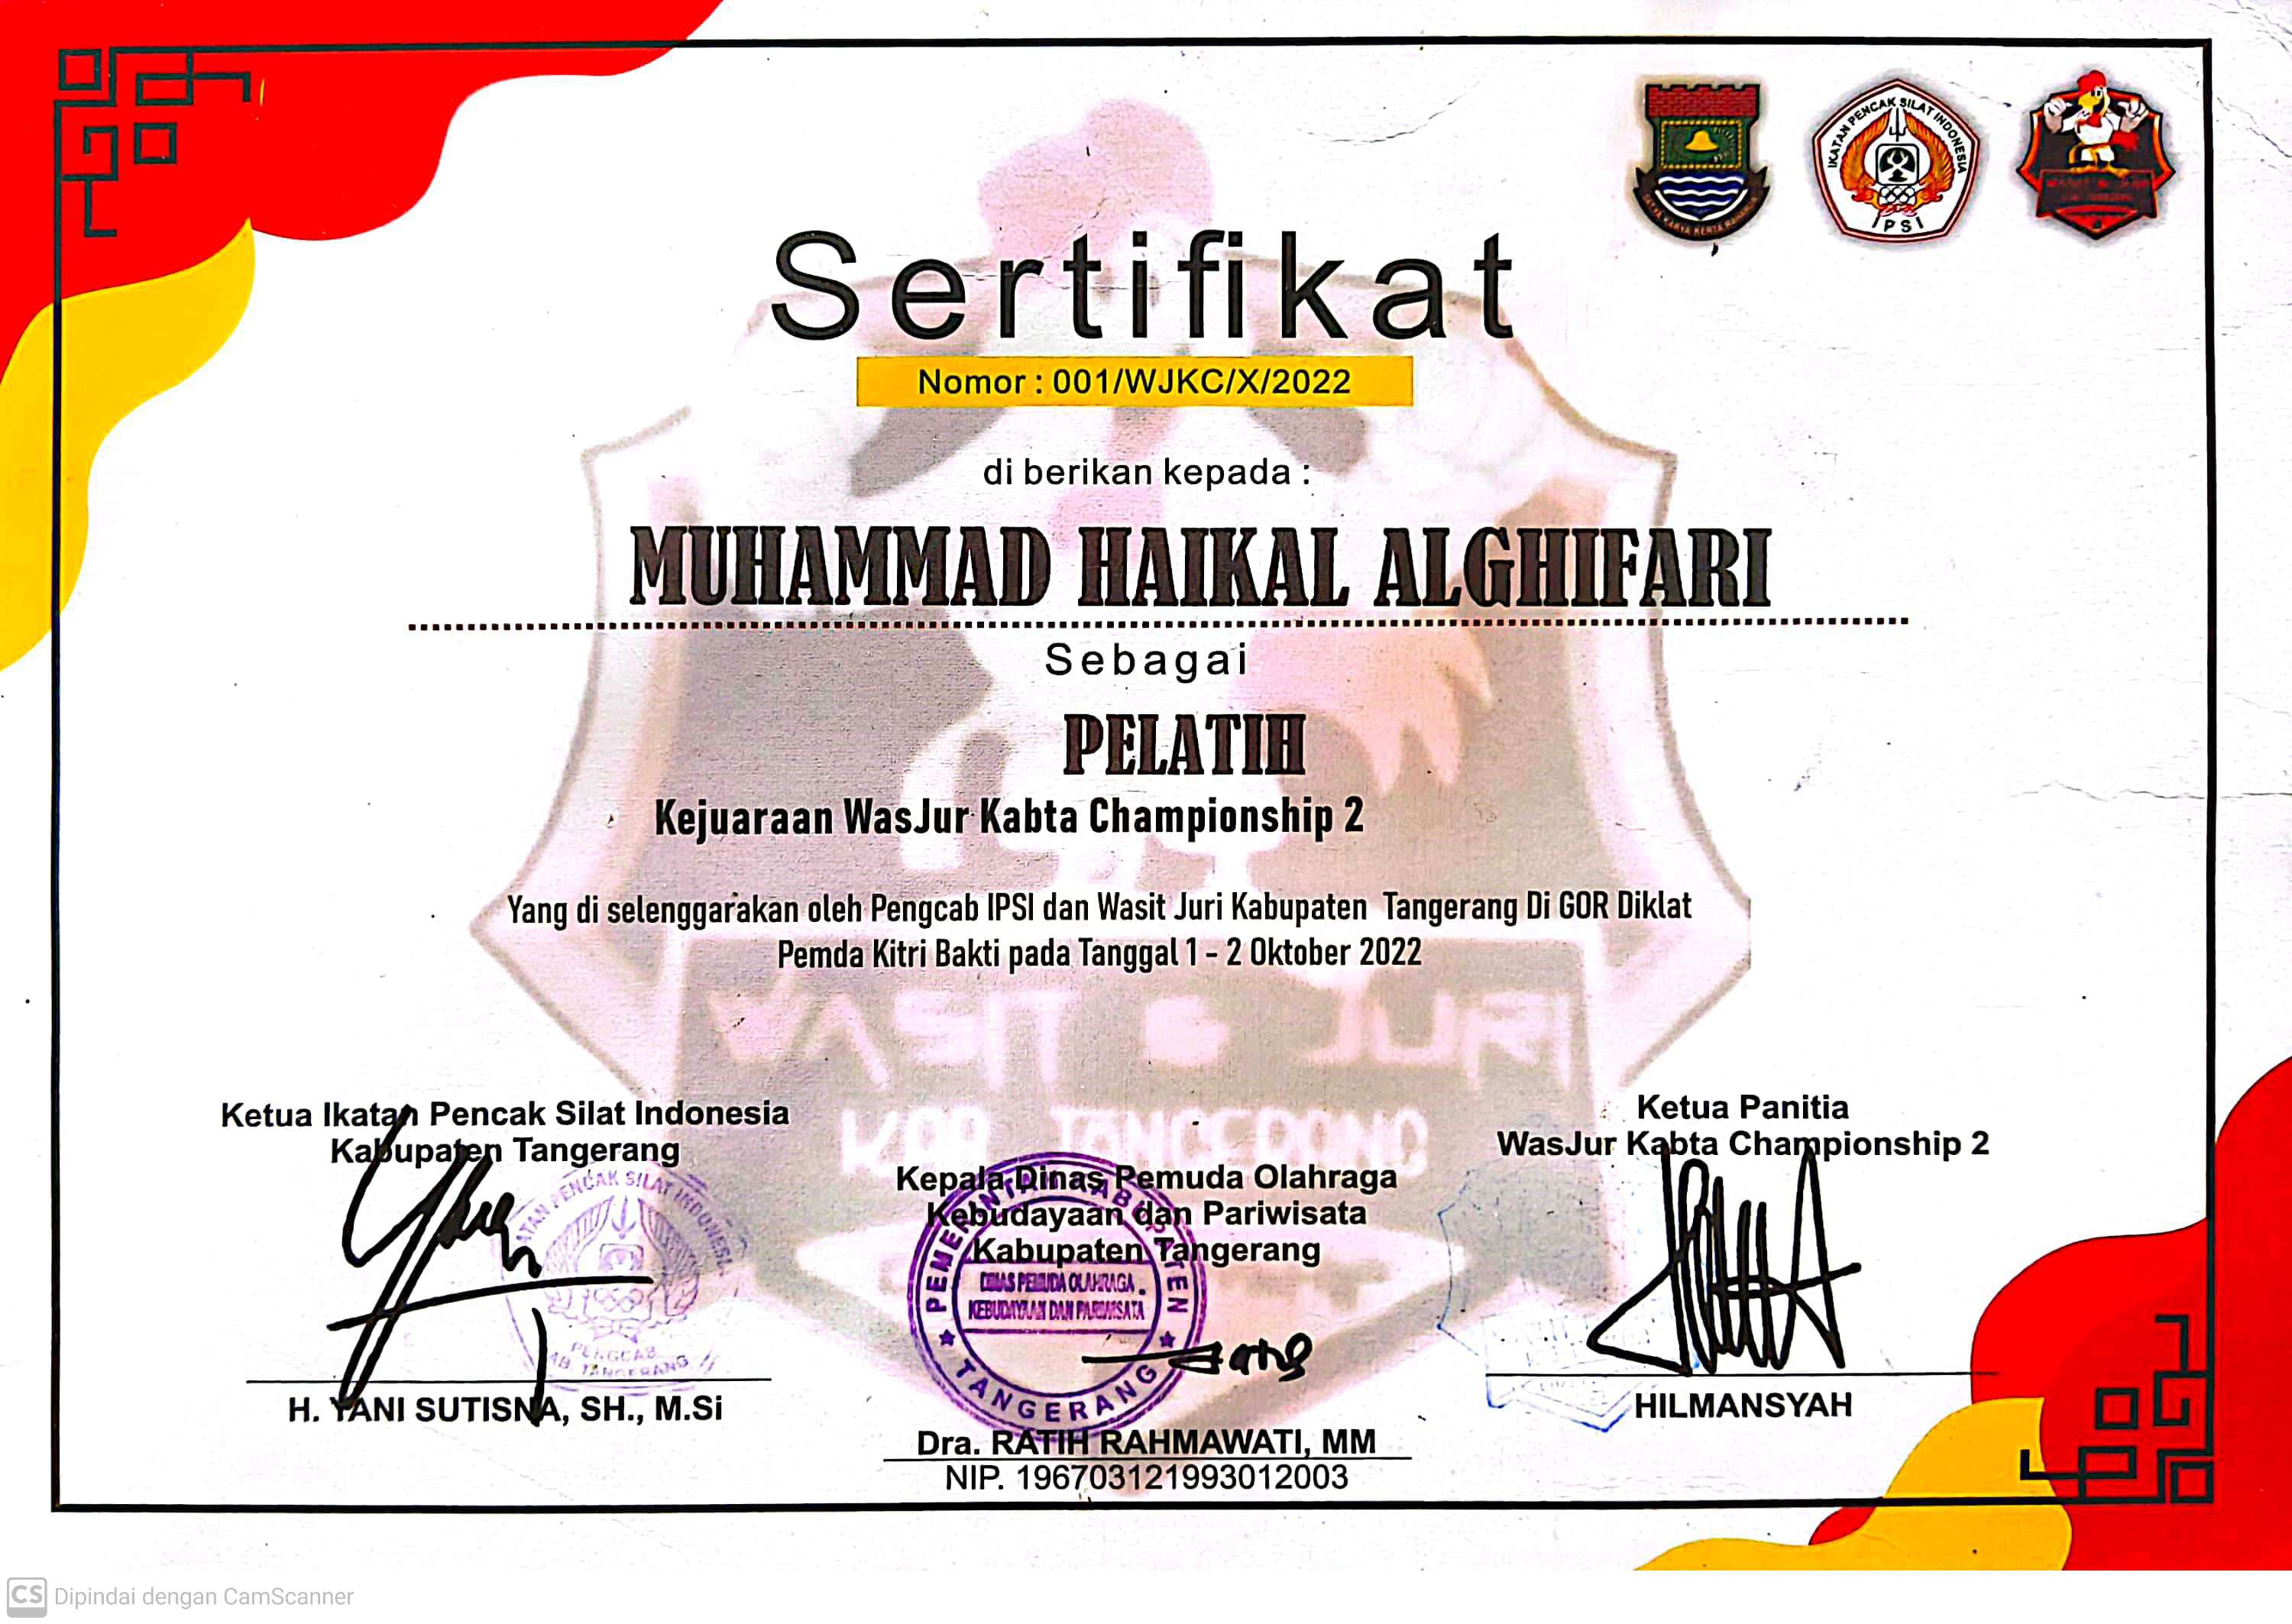 IKATAN PENCAK SILAT INDONESIA
IPSI
Sertifikat
Nomor : 001/WJKC/X/2022
di berikan kepada :
MUHAMMAD HAIKAL ALGHIFARI
Sebagai
PELATIH
Kejuaraan WasJur Kabta Championship 2
Yang di selenggarakan oleh Pengcab IPSI dan Wasit Juri Kabupaten Tangerang Di GOR Diklat
Pemda Kitri Bakti pada Tanggal 1 - 2 Oktober 2022
WASIT & JURI
KAB TANGERANG
Ketua Ikatan Pencak Silat Indonesia
Kabupaten Tangerang
IKATAN PENCAK SILAT INDONESIA
PENGCAB
KAB TANGERANG
H. YANI SUTISNA, SH., M.Si
Kepala Dinas Pemuda Olahraga
Kebudayaan dan Pariwisata
Kabupaten Tangerang
PEMERINTAH KABUPATEN
DINAS PEMUDA OLAHRAGA
KEBUDAYAAN DAN PARIWISATA
TANGERANG
Dra. RATIH RAHMAWATI, MM
NIP. 196703121993012003
Ketua Panitia
WasJur Kabta Championship 2
HILMANSYAH
CS Dipindai dengan CamScanner